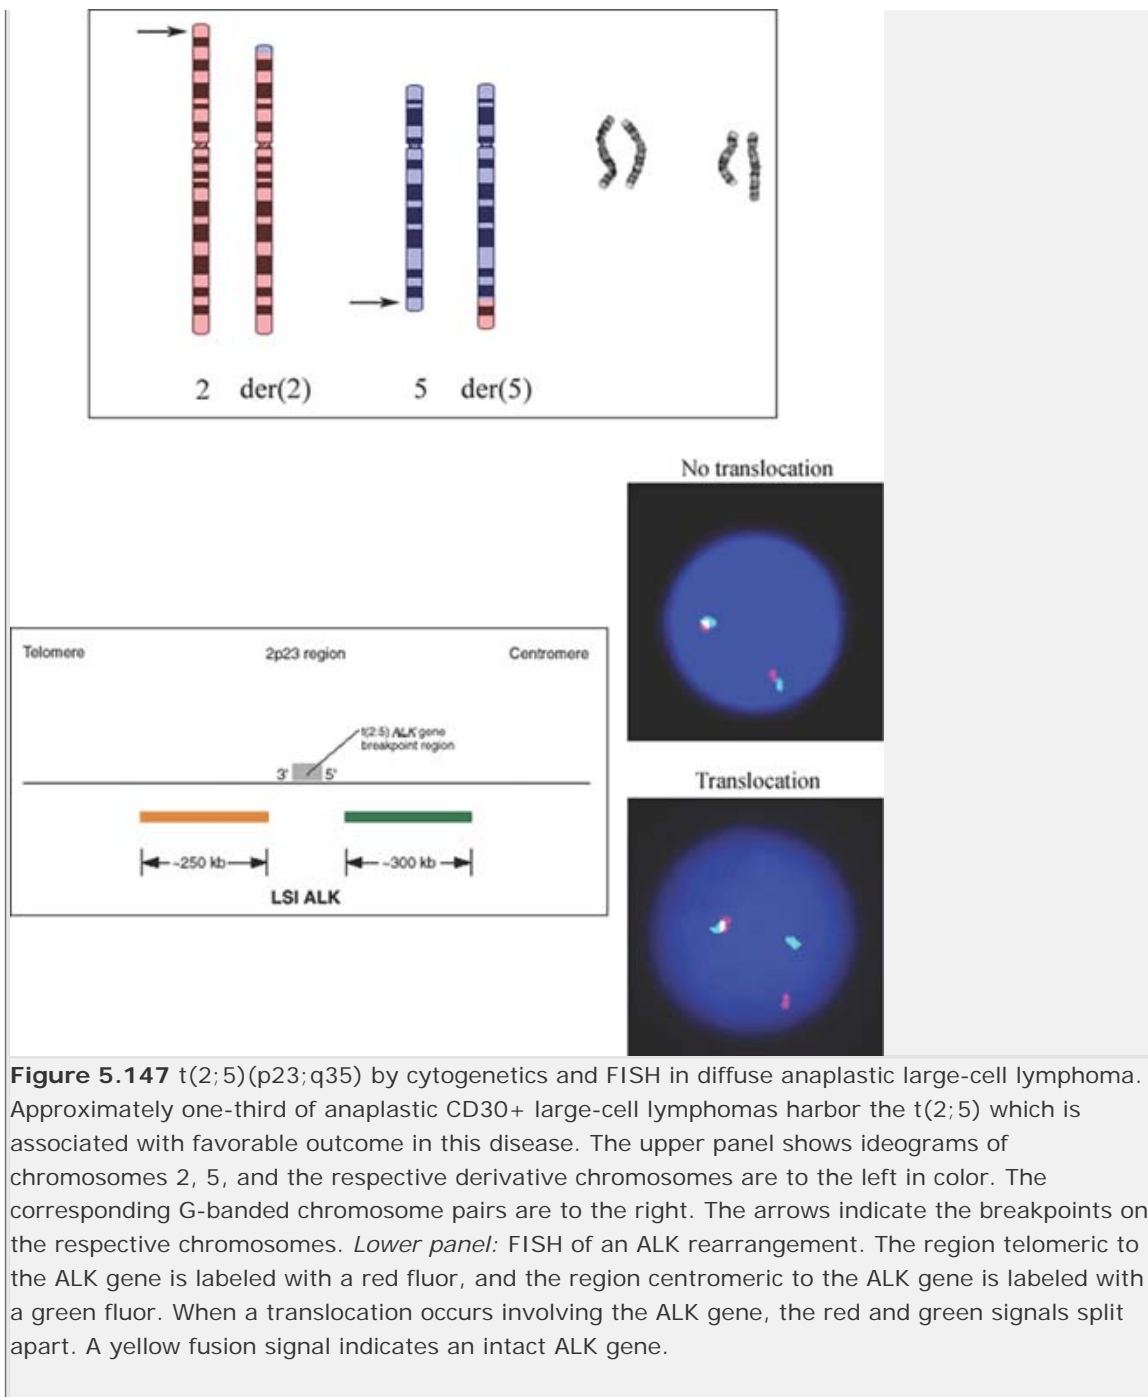 2 der(2) 5 der(5)
No translocation
Telomere 2p23 region Centromere
t(2:5) ALK gene
breakpoint region
3' 5'
~250 kb ~300 kb
LSI ALK
Translocation
Figure 5.147 t(2;5)(p23;q35) by cytogenetics and FISH in diffuse anaplastic large-cell lymphoma.
Approximately one-third of anaplastic CD30+ large-cell lymphomas harbor the t(2;5) which is
associated with favorable outcome in this disease. The upper panel shows ideograms of
chromosomes 2, 5, and the respective derivative chromosomes are to the left in color. The
corresponding G-banded chromosome pairs are to the right. The arrows indicate the breakpoints on
the respective chromosomes. Lower panel: FISH of an ALK rearrangement. The region telomeric to
the ALK gene is labeled with a red fluor, and the region centromeric to the ALK gene is labeled with
a green fluor. When a translocation occurs involving the ALK gene, the red and green signals split
apart. A yellow fusion signal indicates an intact ALK gene.